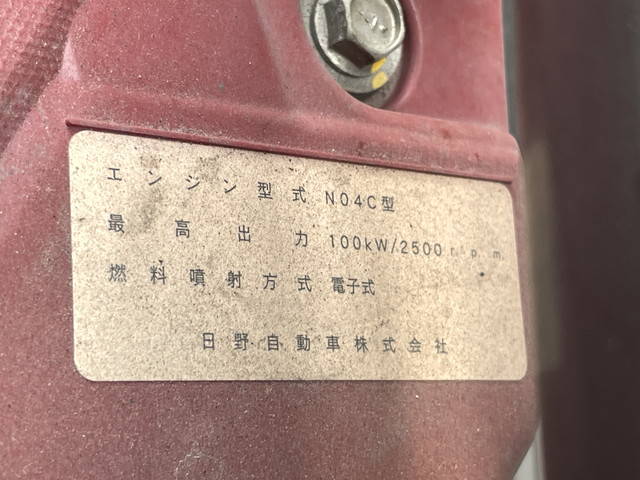 エンジン型式 N04C型
最高出力 100kW/2500r.p.m.
燃料噴射方式 電子式
日野自動車株式会社